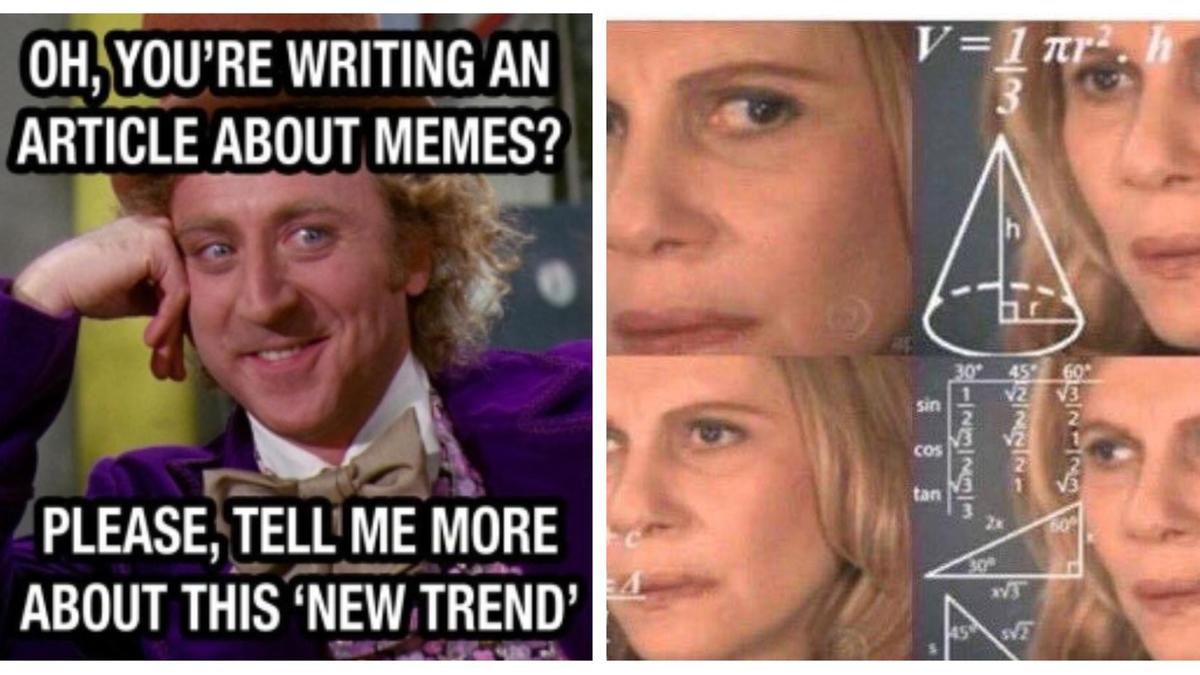 OH, YOU'RE WRITING AN
ARTICLE ABOUT MEMES?
PLEASE, TELL ME MORE
ABOUT THIS ‘NEW TREND’
V = 1/3 πr². h
h
r
30° 45° 60°
sin 1/2 √2/2 √3/2
cos √3/2 √2/2 1/2
tan √3/3 1 √3
2x 60°
30°
x√3
45° s√2
s
c
=A